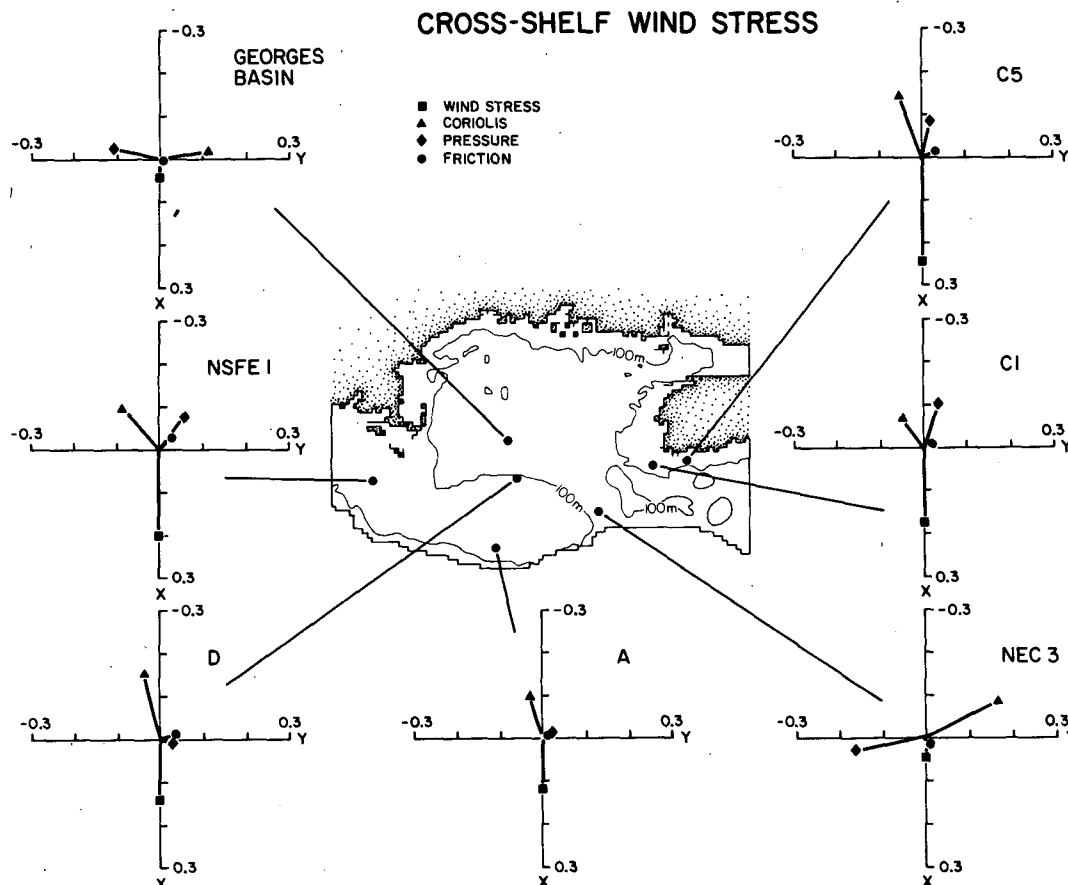 CROSS-SHELF WIND STRESS
-0.3
GEORGES
BASIN
-0.3
0.3
Y
0.3
X
■ WIND STRESS
▲ CORIOLIS
◆ PRESSURE
● FRICTION
-0.3
C5
-0.3
0.3
Y
0.3
X
-0.3
NSFE 1
-0.3
0.3
Y
0.3
X
100m
100m
100m
-0.3
C1
-0.3
0.3
Y
0.3
X
-0.3
D
-0.3
0.3
Y
0.3
X
-0.3
A
-0.3
0.3
Y
0.3
X
-0.3
NEC 3
-0.3
0.3
Y
0.3
X